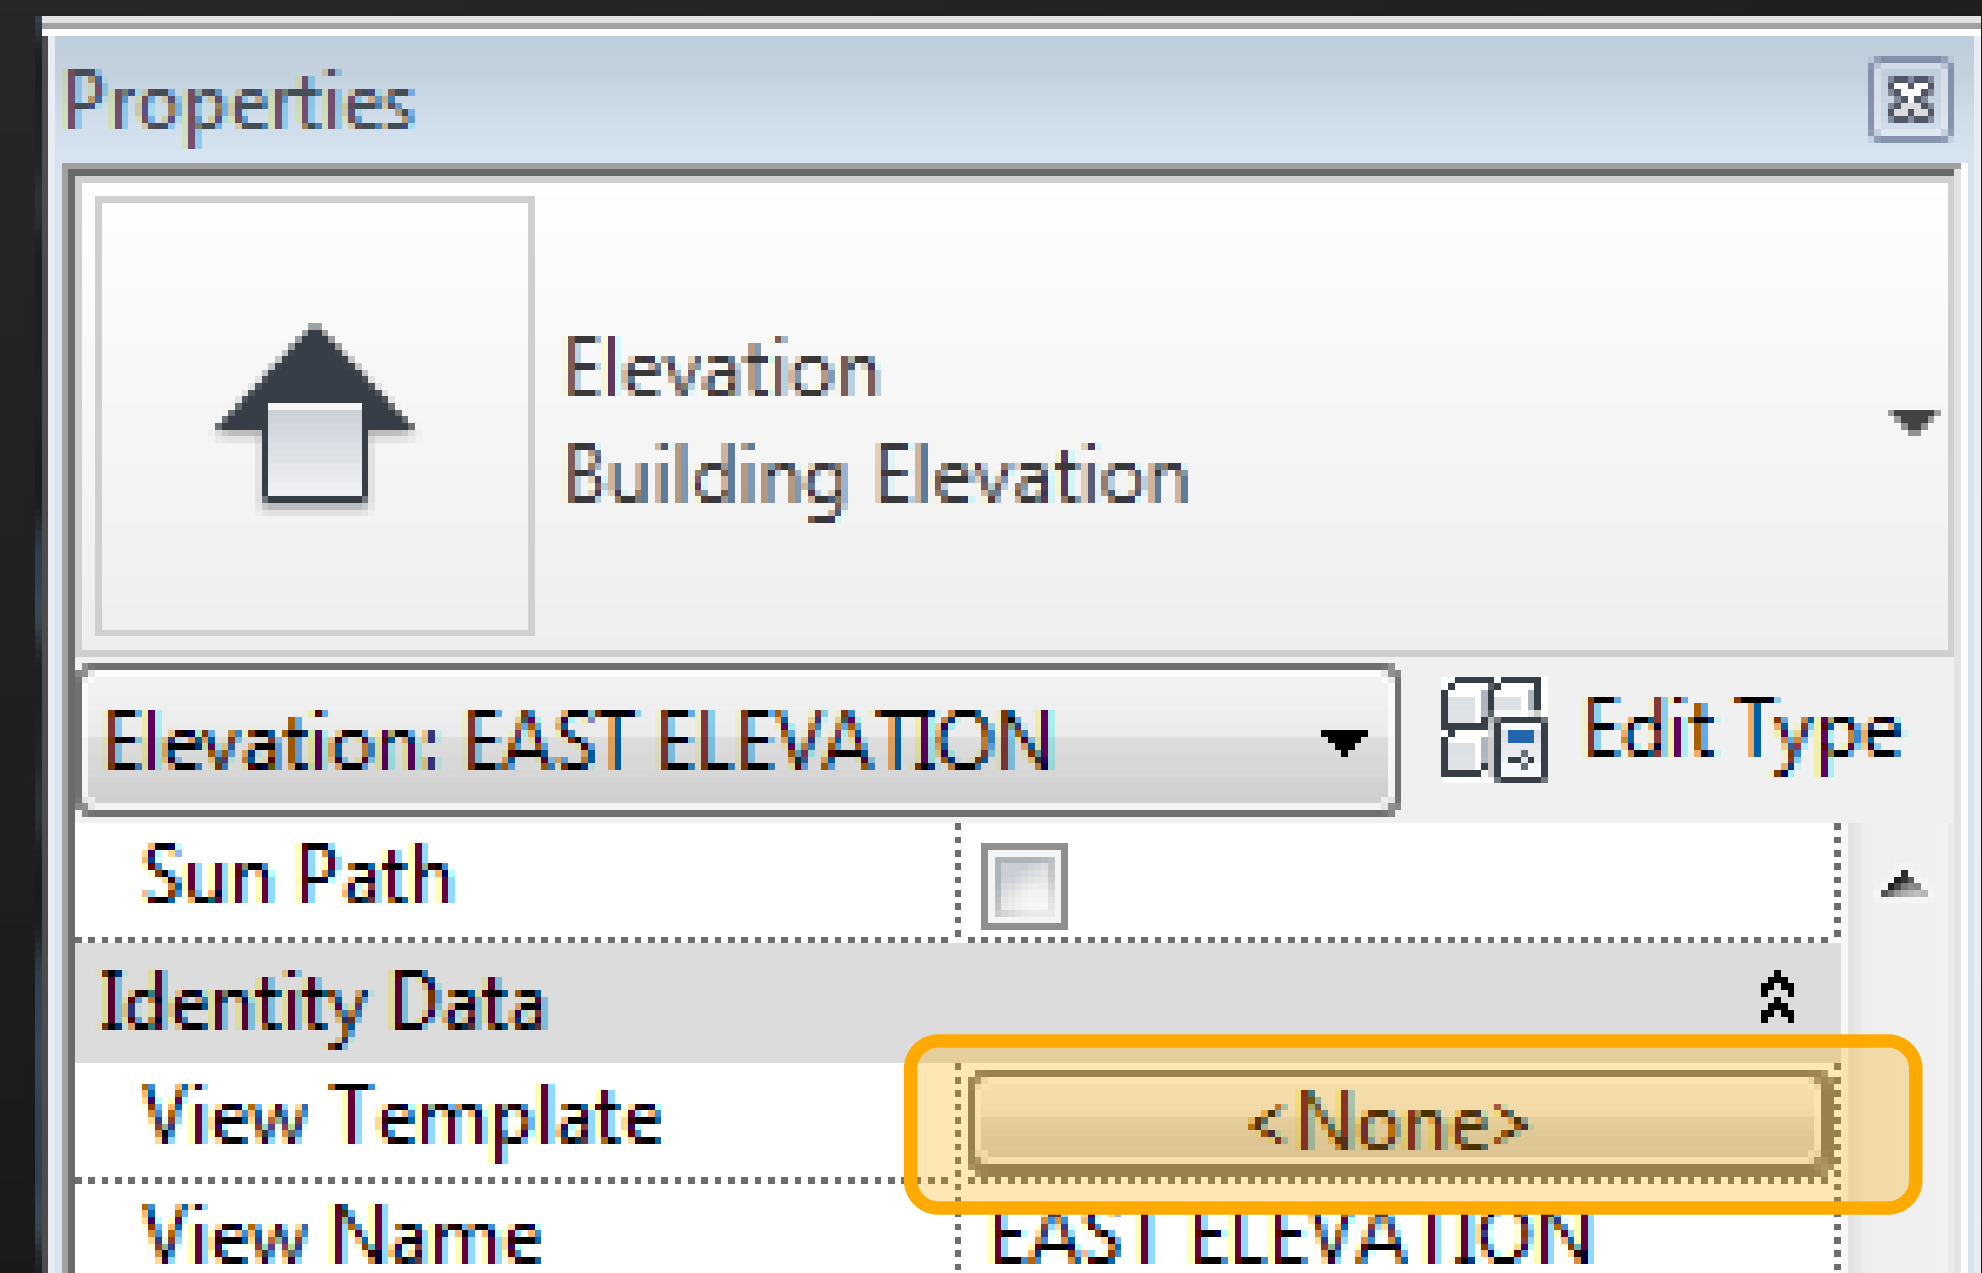 Properties
Elevation
Building Elevation
Elevation: EAST ELEVATION
Edit Type
Sun Path
Identity Data
View Template <None>
View Name EAST ELEVATION